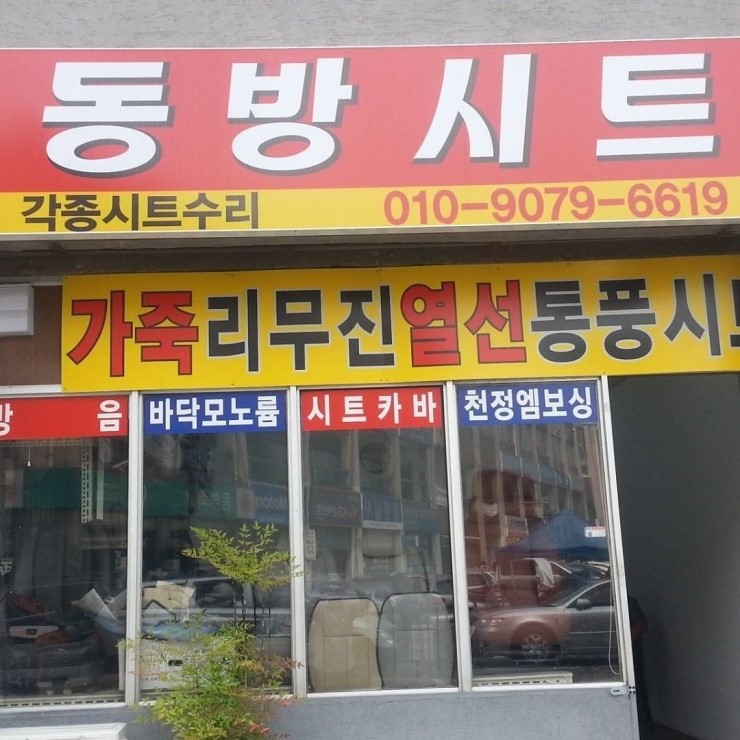 동방시트
각종시트수리 010-9079-6619
가죽리무진열선통풍시트
방음 바닥모노륨 시트카바 천정엠보싱